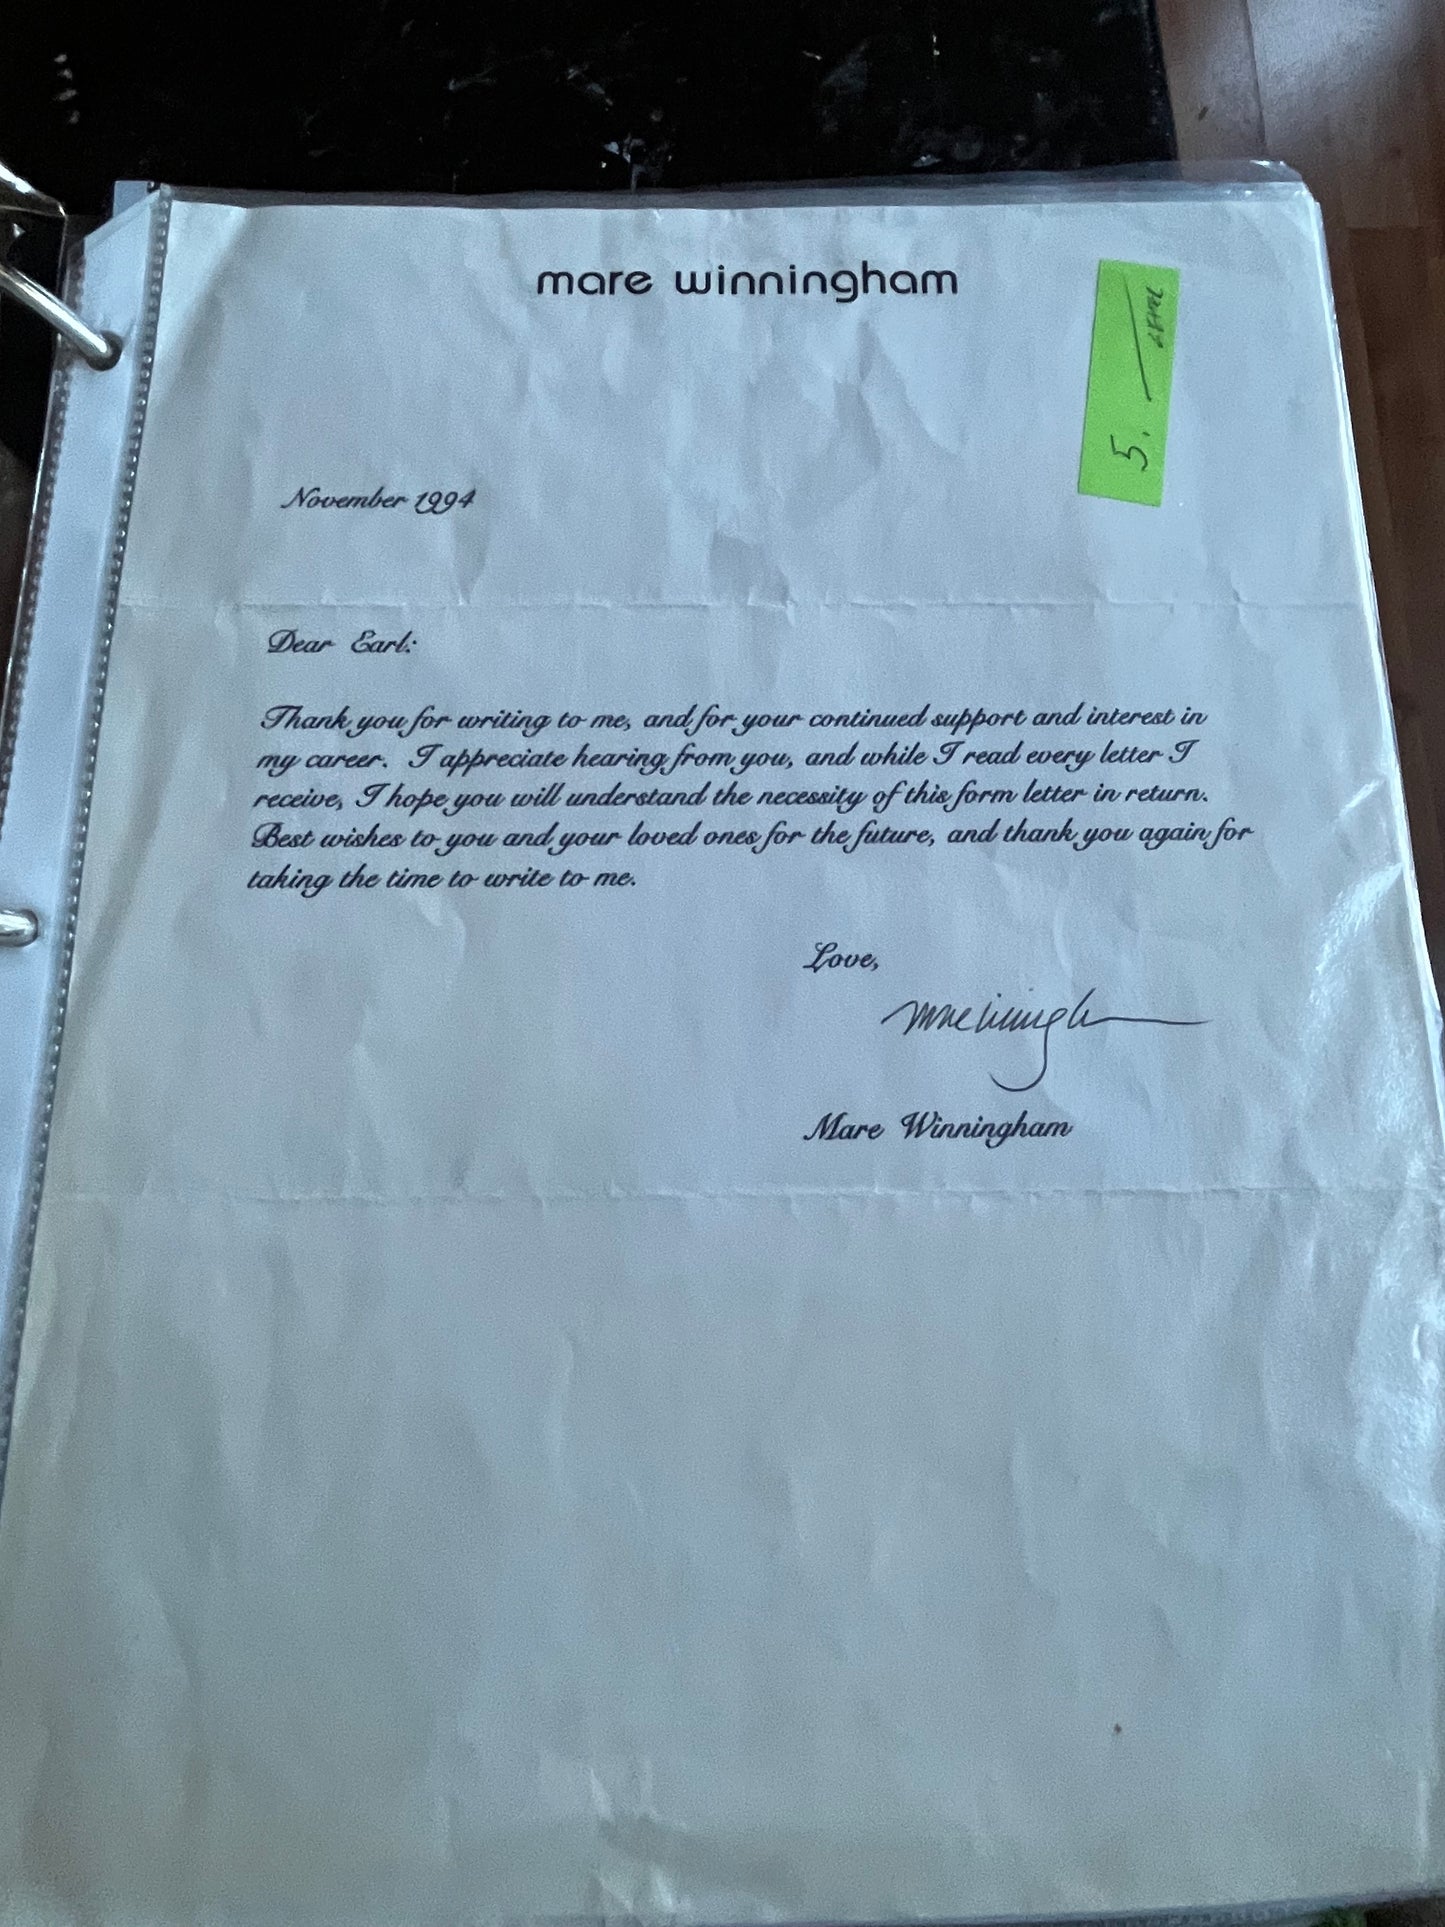 mare winningham
5. —
November 1994
Dear Earl:
Thank you for writing to me, and for your continued support and interest in
my career. I appreciate hearing from you, and while I read every letter I
receive, I hope you will understand the necessity of this form letter in return.
Best wishes to you and your loved ones for the future, and thank you again for
taking the time to write to me.
Love,
Mare Winningham